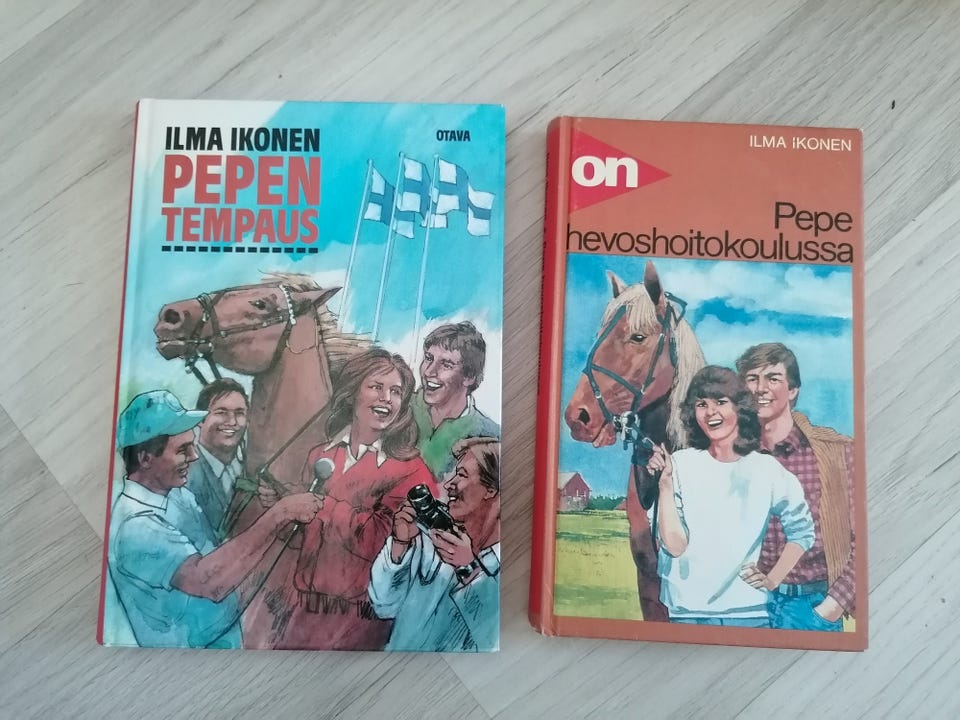 ILMA IKONEN
PEPEN
TEMPAUS
OTAVA
on
ILMA IKONEN
Pepe
hevoshoitokoulussa